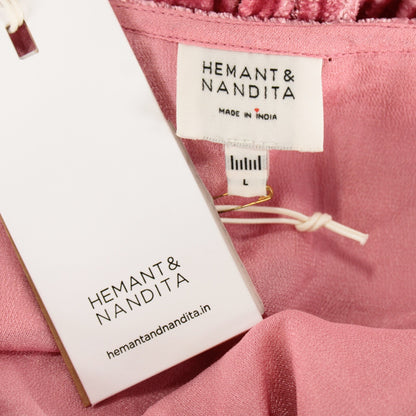 HEMANT &
NANDITA
MADE IN INDIA
L
HEMANT &
NANDITA
hemantandnandita.in